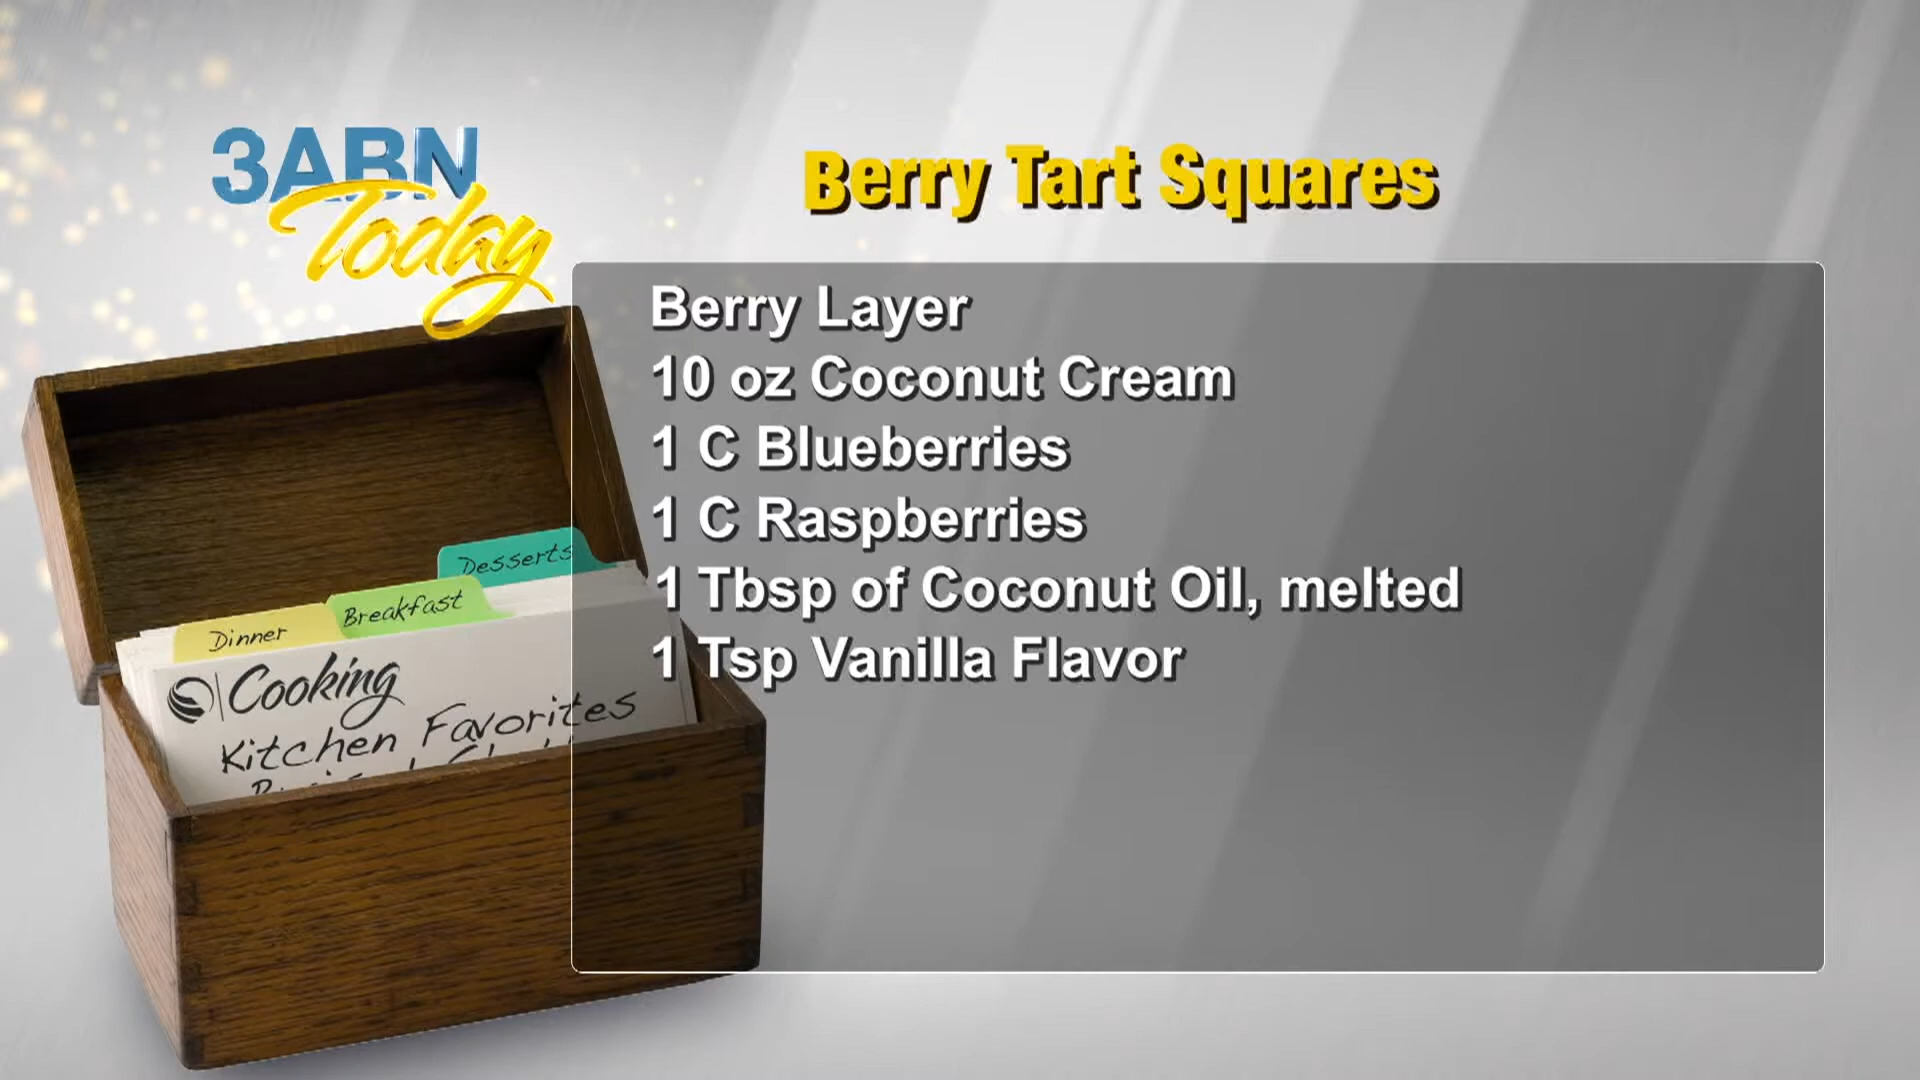 3ABN
Today
Berry Tart Squares
Berry Layer
10 oz Coconut Cream
1 C Blueberries
1 C Raspberries
1 Tbsp of Coconut Oil, melted
1 Tsp Vanilla Flavor
Desserts
Breakfast
Dinner
Cooking
Kitchen Favorites